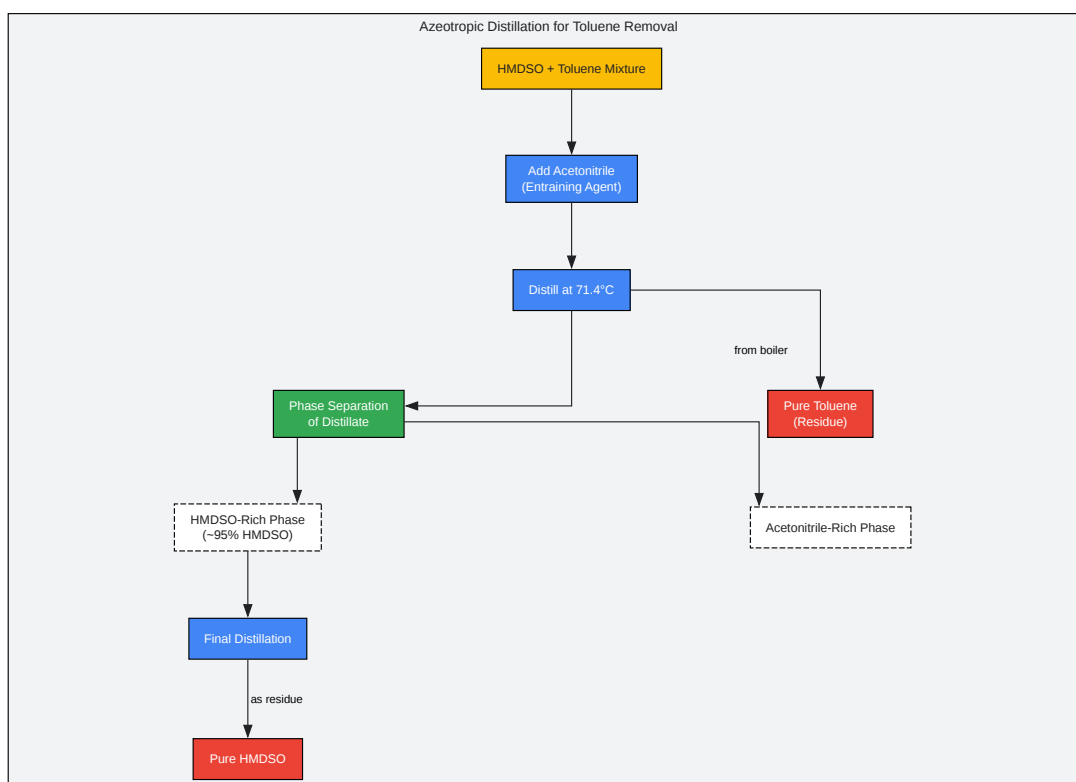 Azeotropic Distillation for Toluene Removal
HMDSO + Toluene Mixture
Add Acetonitrile
(Entraining Agent)
Distill at 71.4°C
from boiler
Phase Separation
of Distillate
Pure Toluene
(Residue)
HMDSO-Rich Phase
(~95% HMDSO)
Acetonitrile-Rich Phase
Final Distillation
as residue
Pure HMDSO